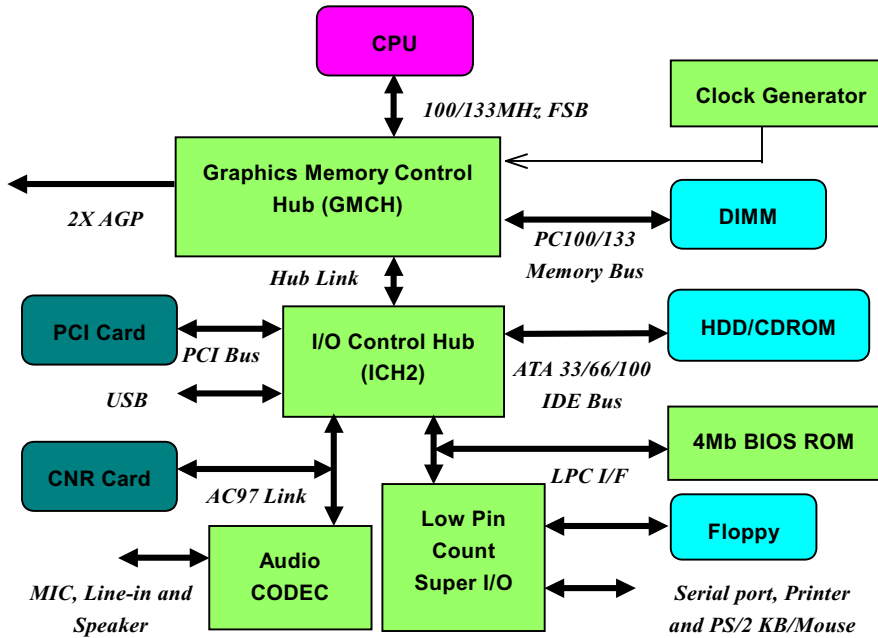 CPU
100/133MHz FSB
Clock Generator
Graphics Memory Control
Hub (GMCH)
2X AGP
DIMM
PC100/133
Memory Bus
Hub Link
PCI Card
PCI Bus
I/O Control Hub
(ICH2)
HDD/CDROM
ATA 33/66/100
IDE Bus
USB
4Mb BIOS ROM
CNR Card
AC97 Link
LPC I/F
Low Pin
Count
Super I/O
Floppy
Audio
CODEC
MIC, Line-in and
Speaker
Serial port, Printer
and PS/2 KB/Mouse